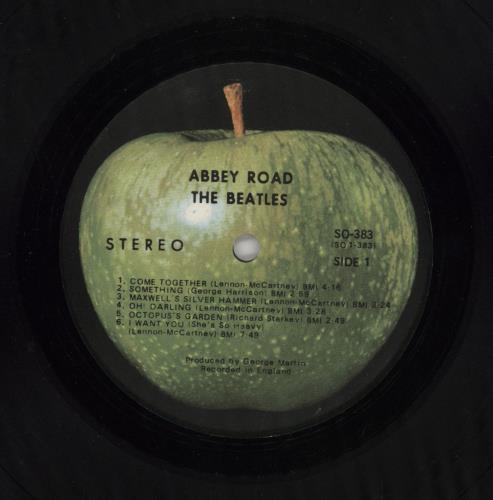 ABBEY ROAD
THE BEATLES
STEREO
SO-383
(SO 1-383)
SIDE 1
1. COME TOGETHER (Lennon-McCartney) BMI 4-16
2. SOMETHING (George Harrison) BMI 2-59
3. MAXWELL'S SILVER HAMMER (Lennon-McCartney) BMI 3-24
4. OH! DARLING (Lennon-McCartney) BMI 3-28
5. OCTOPUS'S GARDEN (Richard Starkey) BMI 2-49
6. I WANT YOU (She's So Heavy)
(Lennon-McCartney) BMI 7-49
Produced by George Martin
Recorded in England